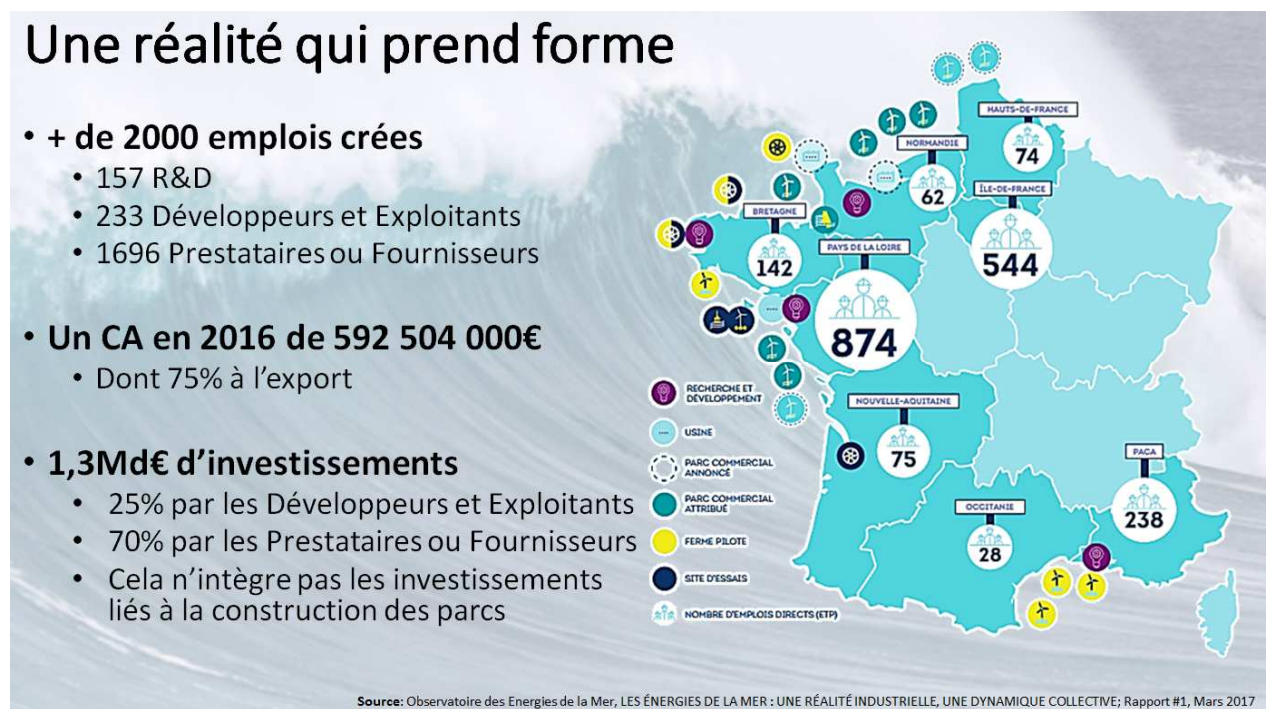 Une réalité qui prend forme
• + de 2000 emplois crées
• 157 R&D
• 233 Développeurs et Exploitants
• 1696 Prestataires ou Fournisseurs
• Un CA en 2016 de 592 504 000€
• Dont 75% à l’export
• 1,3Md€ d’investissements
• 25% par les Développeurs et Exploitants
• 70% par les Prestataires ou Fournisseurs
• Cela n’intègre pas les investissements
liés à la construction des parcs
HAUTS-DE-FRANCE
74
NORMANDIE
62
ÎLE-DE-FRANCE
544
BRETAGNE
142
PAYS DE LA LOIRE
874
NOUVELLE-AQUITAINE
75
OCCITANIE
28
PACA
238
RECHERCHE ET
DÉVELOPPEMENT
USINE
PARC COMMERCIAL
ANNONCÉ
PARC COMMERCIAL
ATTRIBUÉ
FERME PILOTE
SITE D'ESSAIS
NOMBRE D'EMPLOIS DIRECTS (ETP)
Source: Observatoire des Energies de la Mer, LES ÉNERGIES DE LA MER : UNE RÉALITÉ INDUSTRIELLE, UNE DYNAMIQUE COLLECTIVE; Rapport #1, Mars 2017